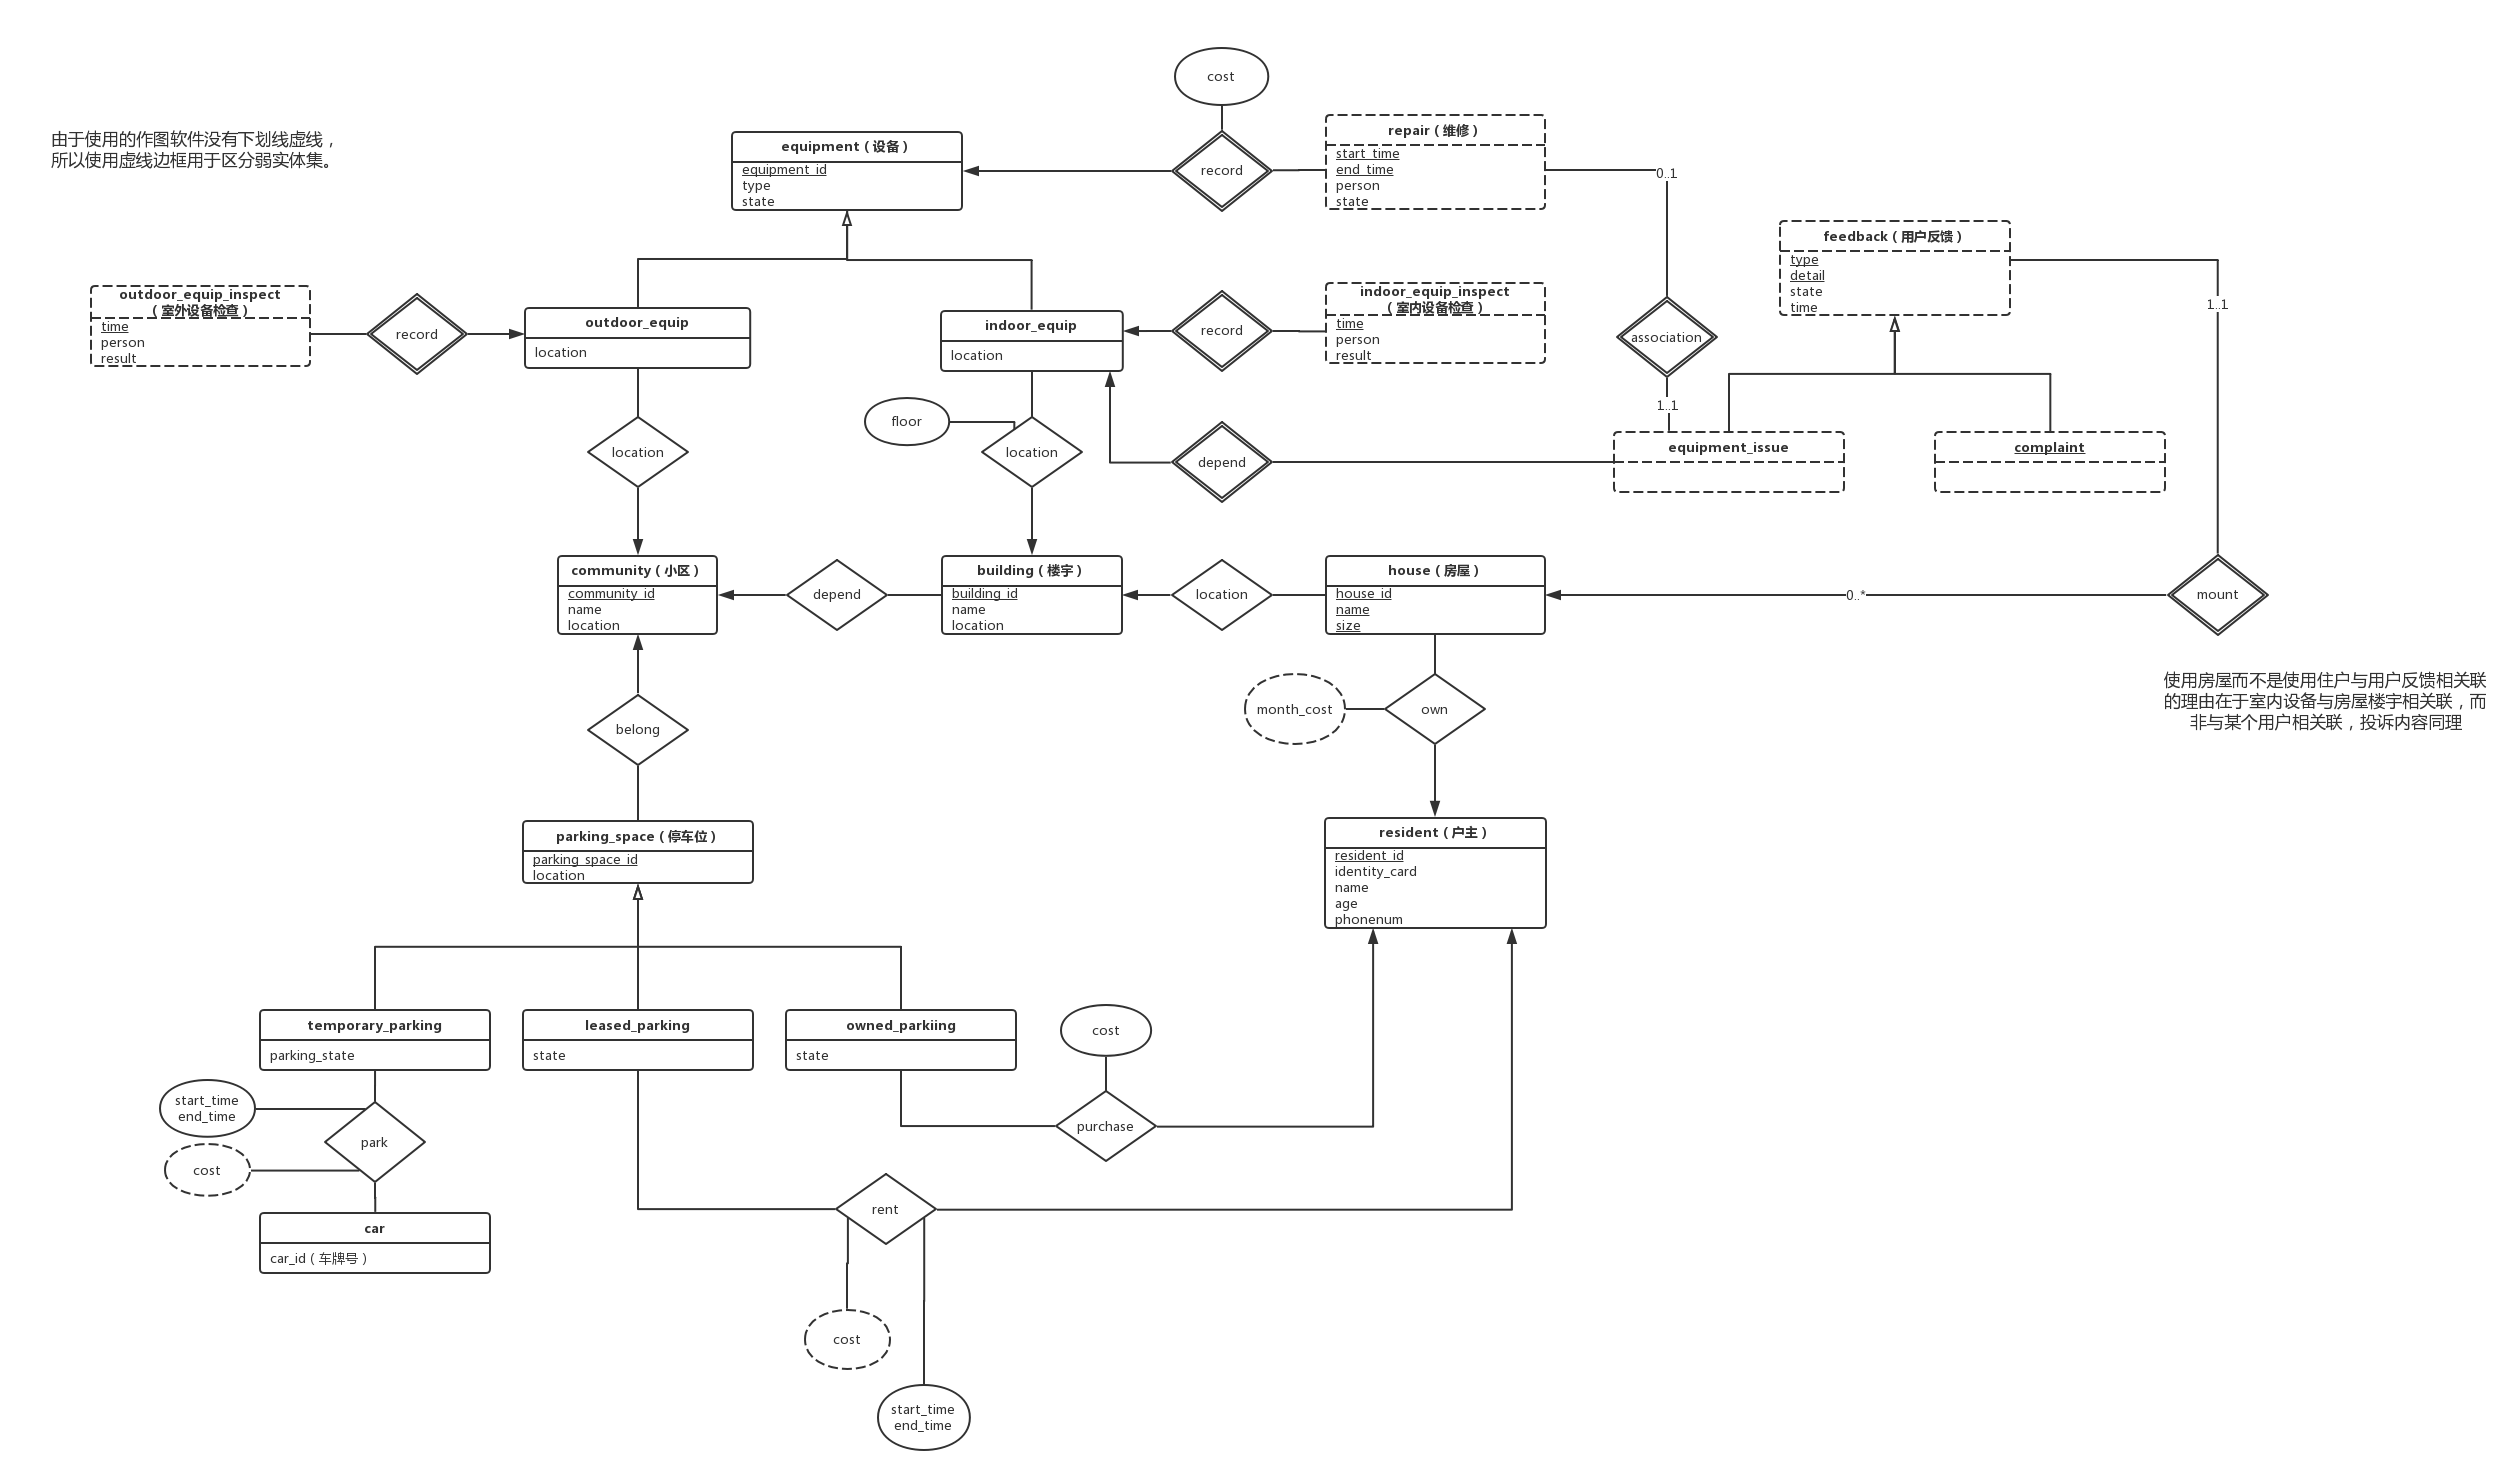 cost
由于使用的作图软件没有下划线虚线，
所以使用虚线边框用于区分弱实体集。
equipment（设备）
equipment_id
type
state
record
repair（维修）
start_time
end_time
person
state
0..1
feedback（用户反馈）
type
detail
state
time
1..1
outdoor_equip_inspect
（室外设备检查）
time
person
result
record
outdoor_equip
location
indoor_equip
location
record
indoor_equip_inspect
（室内设备检查）
time
person
result
association
1..1
floor
location
location
depend
equipment_issue
complaint
community（小区）
community_id
name
location
depend
building（楼宇）
building_id
name
location
location
house（房屋）
house_id
name
size
0..*
mount
使用房屋而不是使用住户与用户反馈相关联
的理由在于室内设备与房屋楼宇相关联，而
非与某个用户相关联，投诉内容同理
belong
month_cost
own
parking_space（停车位）
parking_space_id
location
resident（户主）
resident_id
identity_card
name
age
phonenum
temporary_parking
parking_state
leased_parking
state
owned_parkiing
state
cost
start_time
end_time
park
cost
purchase
car
car_id（车牌号）
rent
cost
start_time
end_time